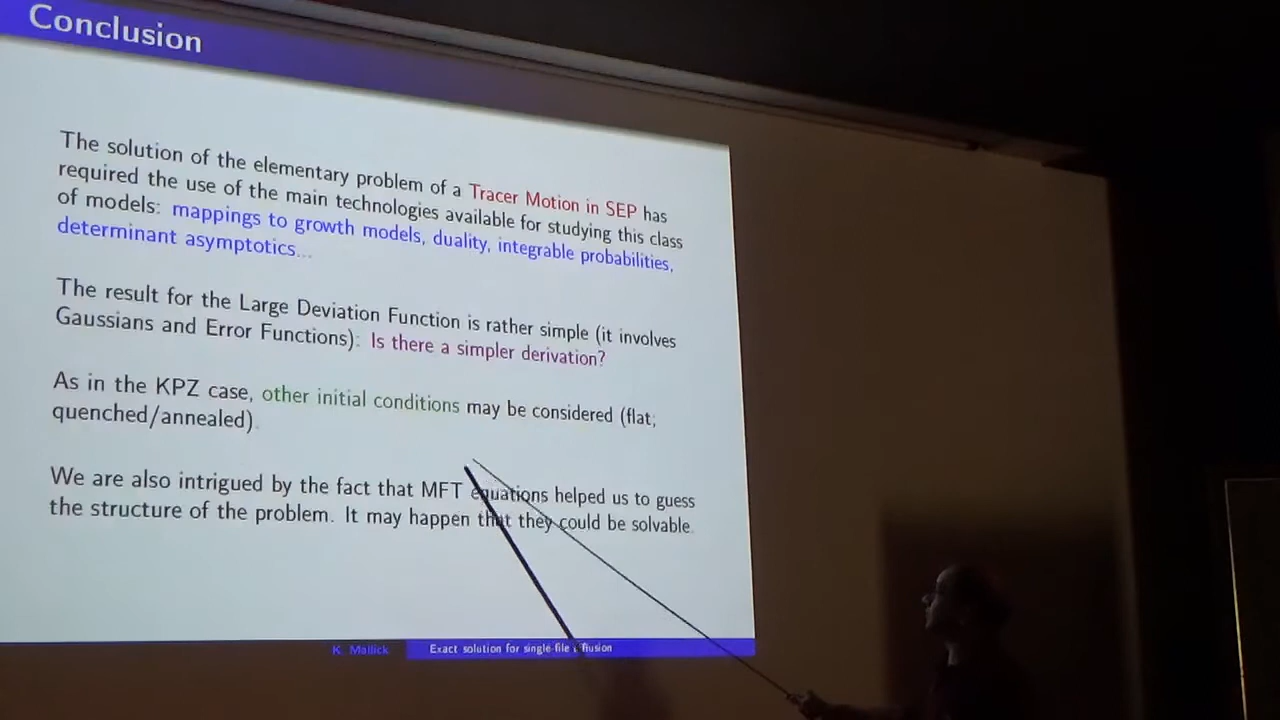 Conclusion
The solution of the elementary problem of a Tracer Motion in SEP has
required the use of the main technologies available for studying this class
of models: mappings to growth models, duality, integrable probabilities,
determinant asymptotics...
The result for the Large Deviation Function is rather simple (it involves
Gaussians and Error Functions): Is there a simpler derivation?
As in the KPZ case, other initial conditions may be considered (flat;
quenched/annealed).
We are also intrigued by the fact that MFT equations helped us to guess
the structure of the problem. It may happen that they could be solvable.
K. Mallick
Exact solution for single-file diffusion